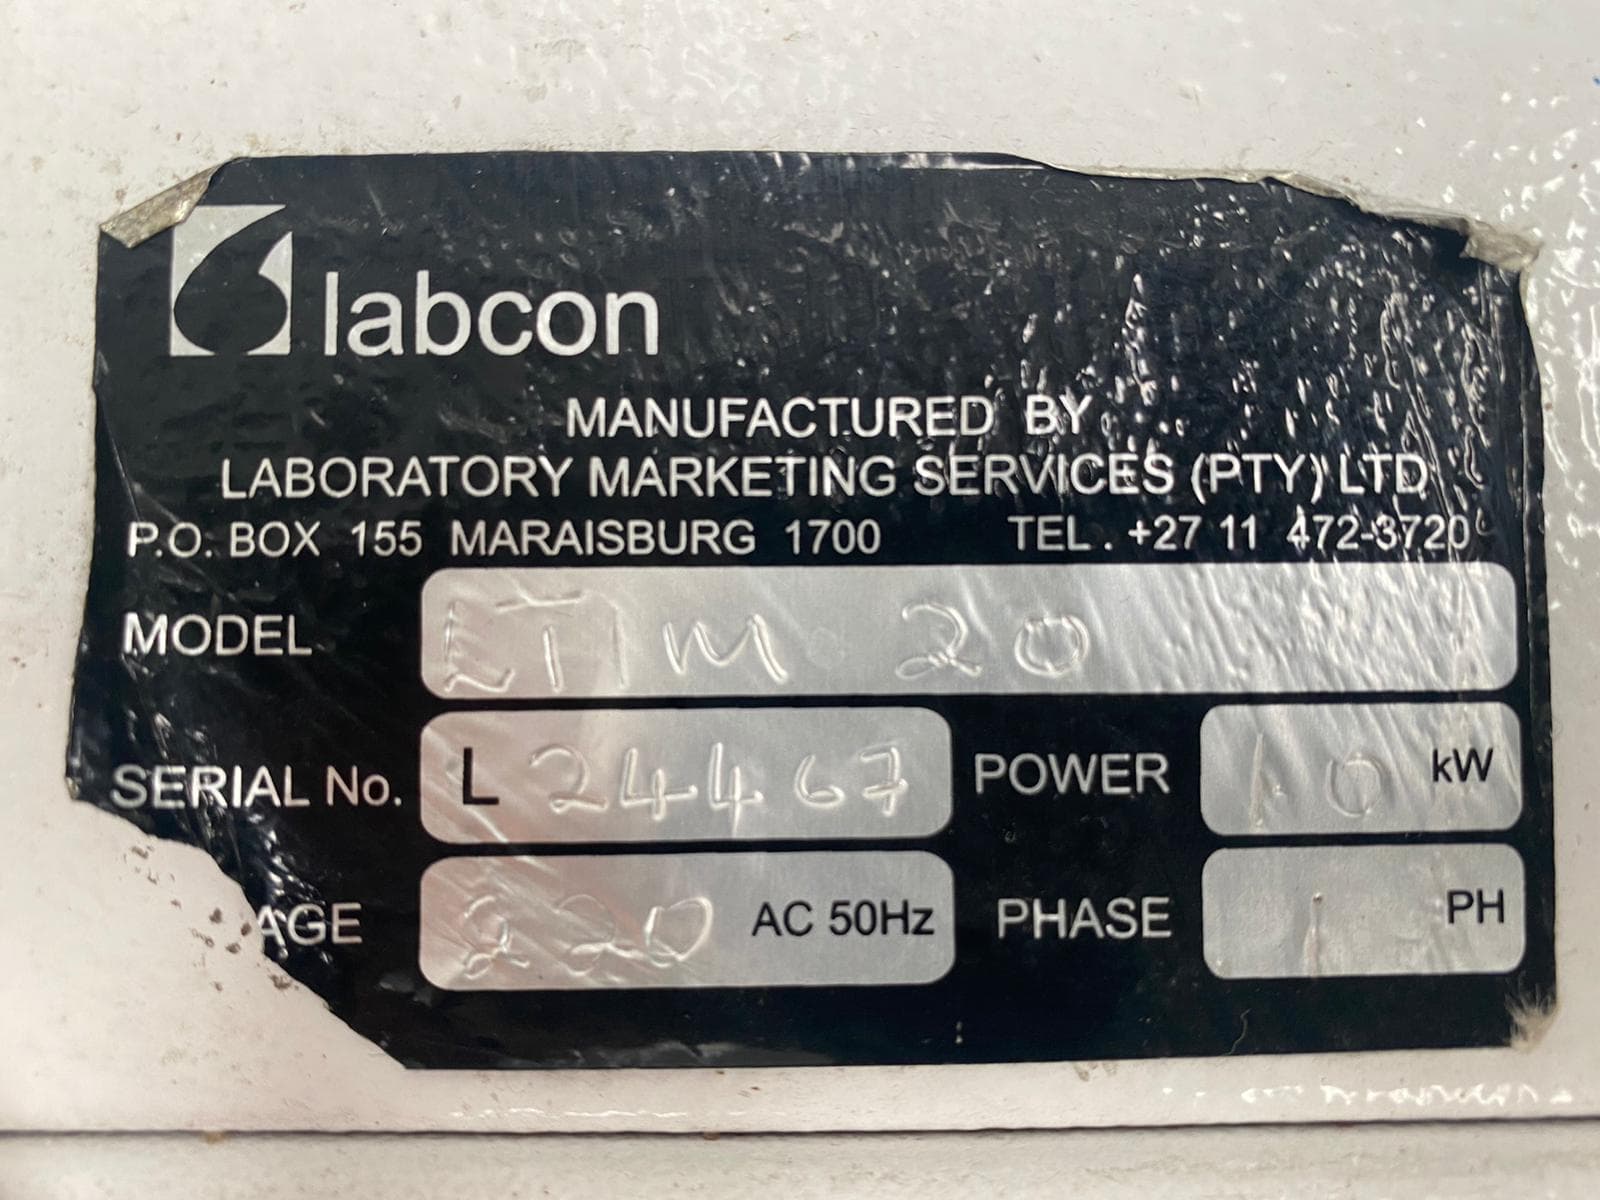 labcon
MANUFACTURED BY
LABORATORY MARKETING SERVICES (PTY) LTD
P.O. BOX 155 MARAISBURG 1700 TEL. +27 11 472-3720
MODEL 20
SERIAL No. L 24467 POWER 1.0 kW
AGE 220 AC 50Hz PHASE 1 PH